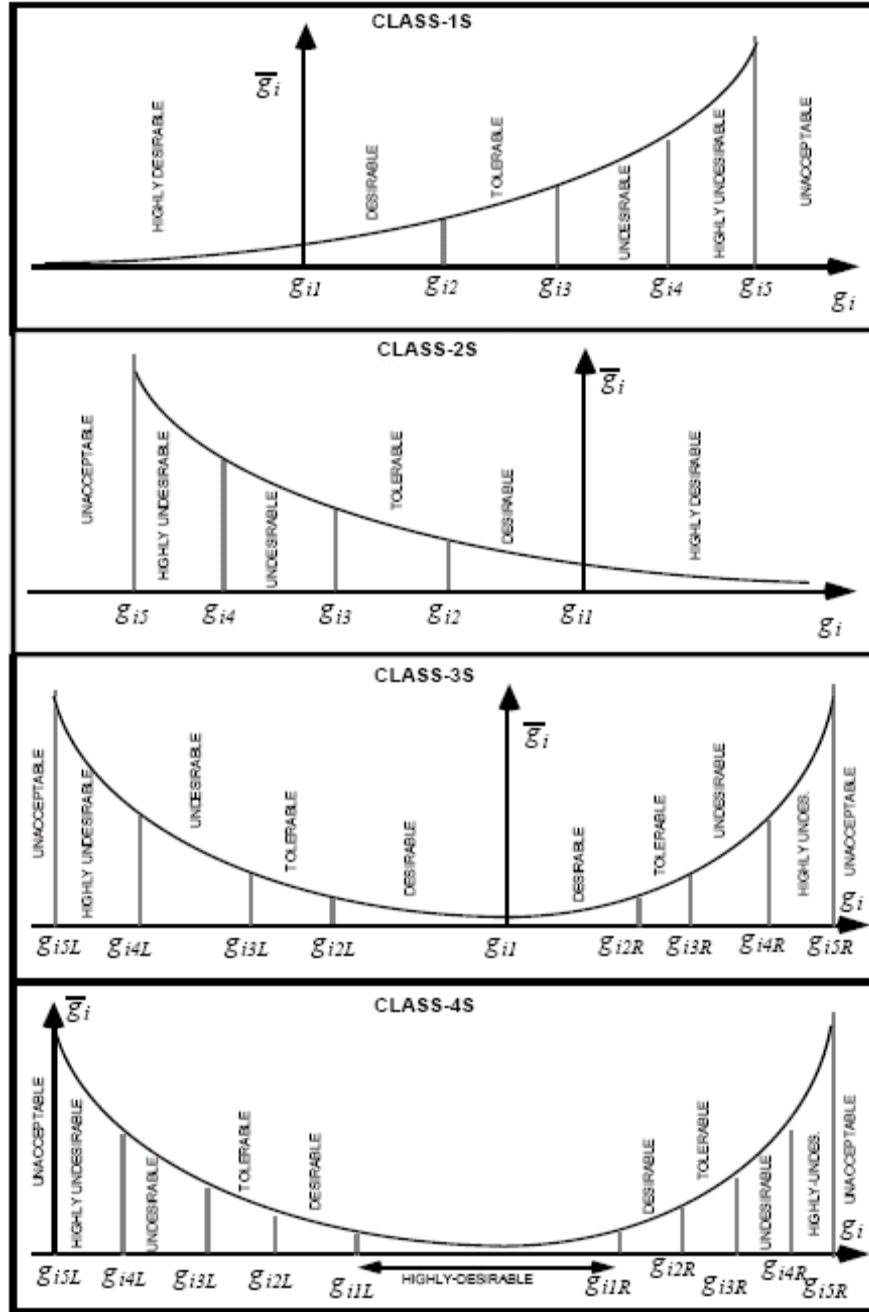 CLASS-1S
g̅i
HIGHLY DESIRABLE
DESIRABLE
TOLERABLE
UNDESIRABLE
HIGHLY UNDESIRABLE
UNACCEPTABLE
gi1 gi2 gi3 gi4 gi5
gi
CLASS-2S
g̅i
UNACCEPTABLE
HIGHLY UNDESIRABLE
UNDESIRABLE
TOLERABLE
DESIRABLE
HIGHLY DESIRABLE
gi5 gi4 gi3 gi2 gi1
gi
CLASS-3S
g̅i
UNACCEPTABLE
HIGHLY UNDESIRABLE
UNDESIRABLE
TOLERABLE
DESIRABLE
DESIRABLE
TOLERABLE
UNDESIRABLE
HIGHLY UNDES.
UNACCEPTABLE
gi
gi5L gi4L gi3L gi2L gi1 gi2R gi3R gi4R gi5R
CLASS-4S
g̅i
UNACCEPTABLE
HIGHLY UNDESIRABLE
UNDESIRABLE
TOLERABLE
DESIRABLE
DESIRABLE
TOLERABLE
UNDESIRABLE
HIGHLY-UNDES.
UNACCEPTABLE
gi
gi5L gi4L gi3L gi2L gi1L HIGHLY-DESIRABLE gi1R gi2R gi3R gi4R gi5R